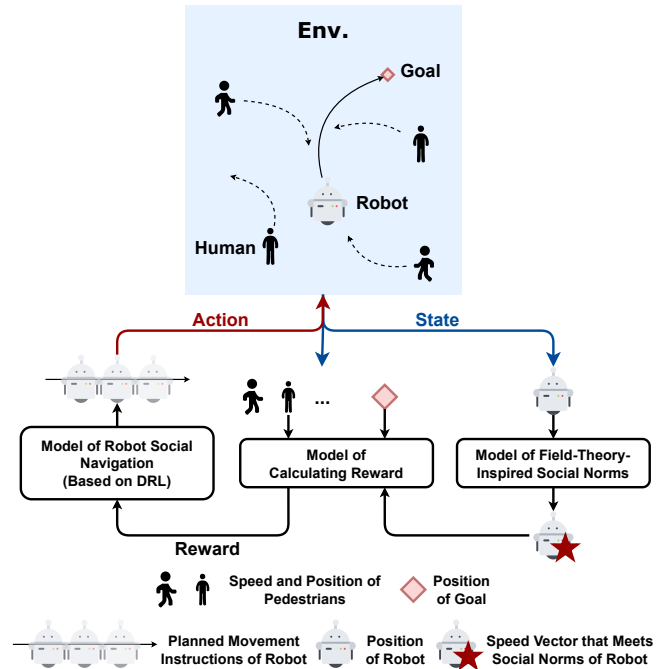 Env.
Goal
Robot
Human
Action
State
...
Model of Robot Social
Navigation
(Based on DRL)
Model of
Calculating Reward
Model of Field-Theory-
Inspired Social Norms
Reward
Speed and Position of
Pedestrians
Position
of Goal
Planned Movement
Instructions of Robot
Position
of Robot
Speed Vector that Meets
Social Norms of Robot